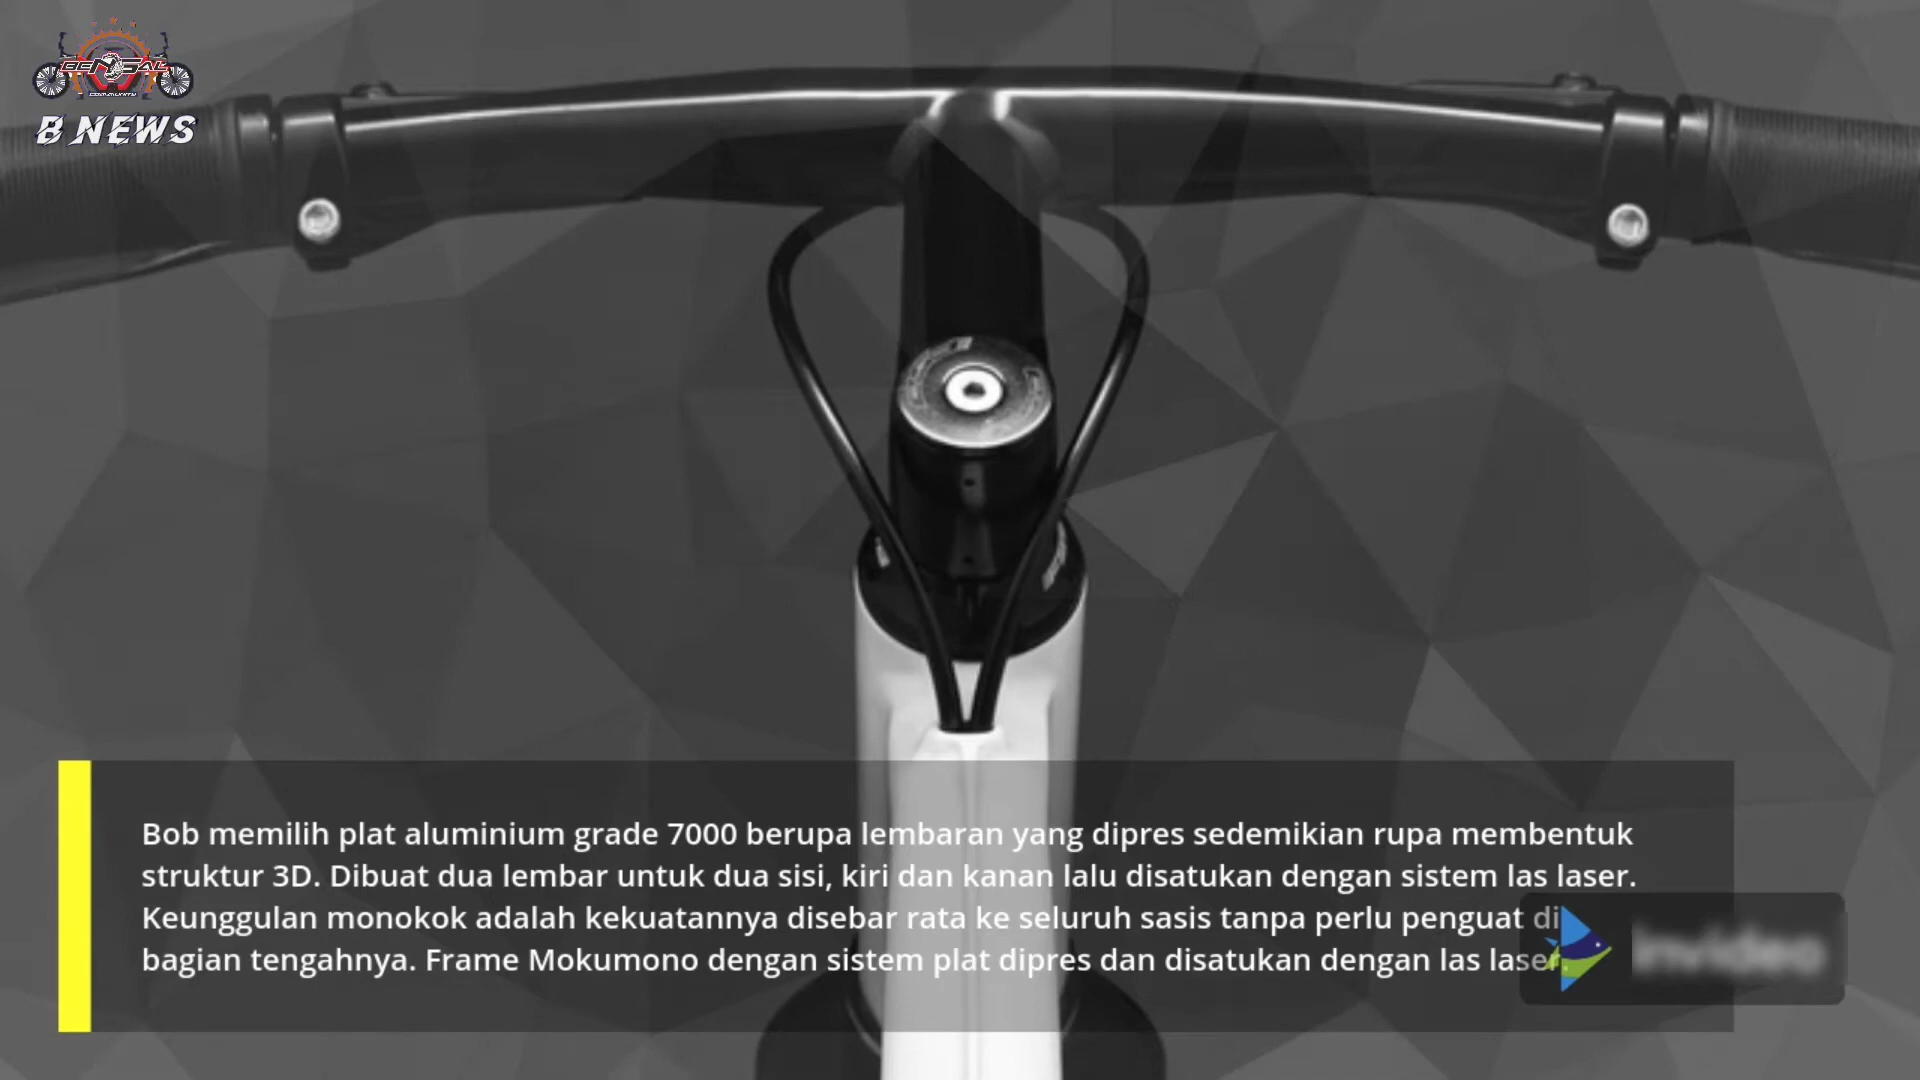 BENSAL
COMMUNITY
B NEWS
Bob memilih plat aluminium grade 7000 berupa lembaran yang dipres sedemikian rupa membentuk
struktur 3D. Dibuat dua lembar untuk dua sisi, kiri dan kanan lalu disatukan dengan sistem las laser.
Keunggulan monokok adalah kekuatannya disebar rata ke seluruh sasis tanpa perlu penguat di
bagian tengahnya. Frame Mokumono dengan sistem plat dipres dan disatukan dengan las laser.
invideo